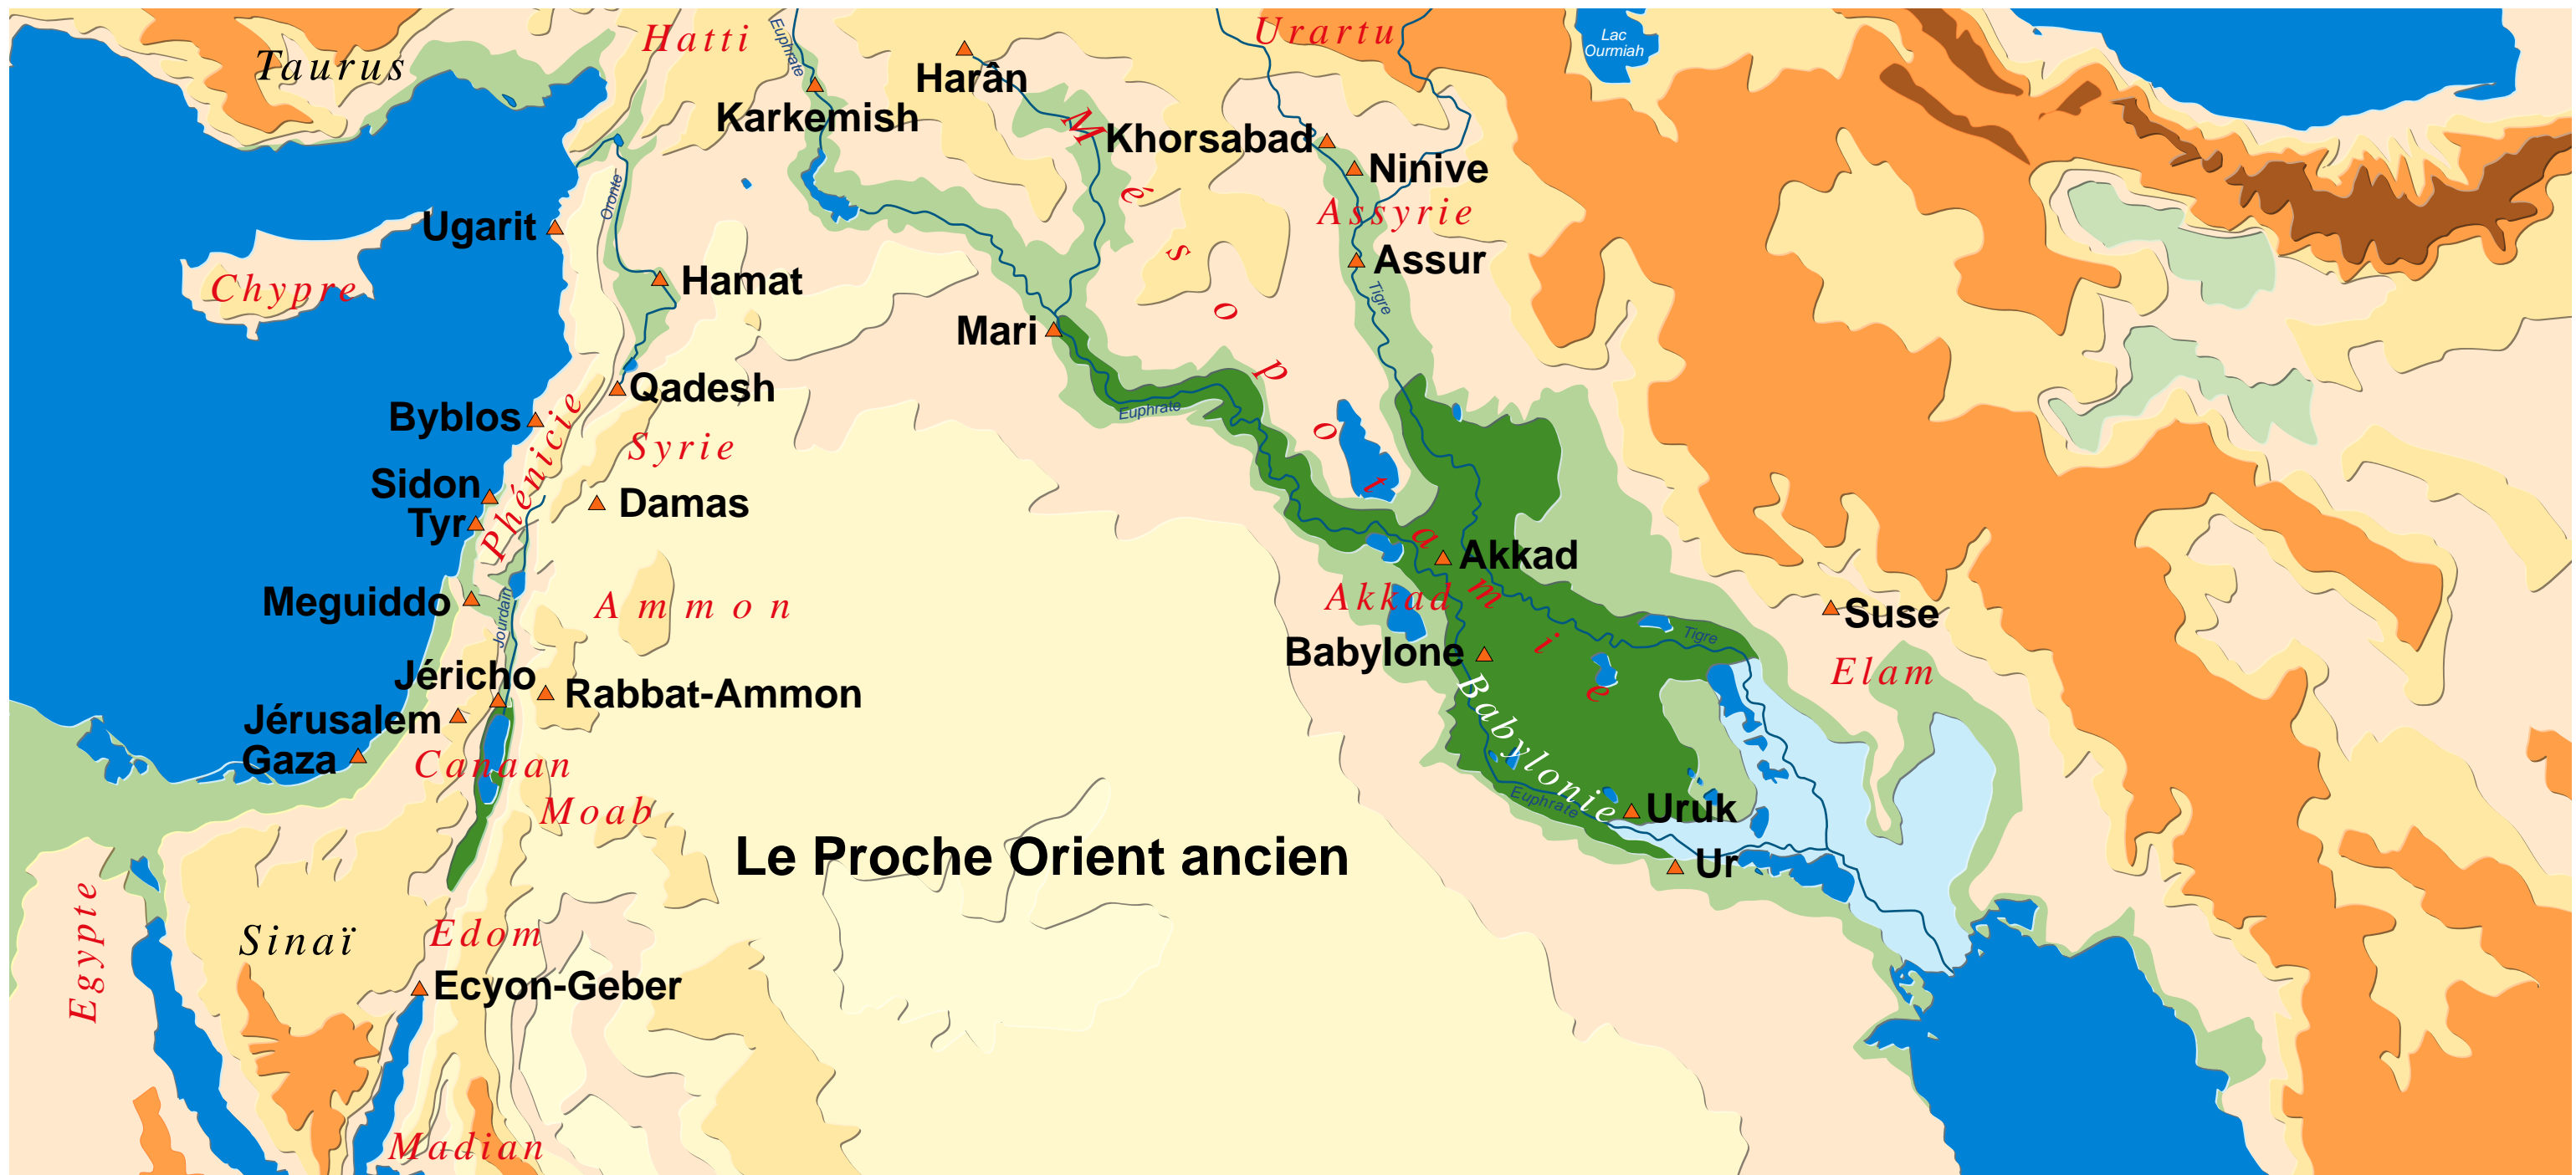 Taurus
Hatti
Euphrate
Harân
Urartu
Lac
Ourmiah
Karkemish
Khorsabad
Ninive
Mésopotamie
Oronte
Assyrie
Ugarit
Assur
Chypre
Hamat
Tigre
Mari
Qadesh
Byblos
Euphrate
Phénicie
Syrie
Sidon
Damas
Tyr
Akkad
Meguiddo
Jourdain
Ammon
Akkad
Suse
Tigre
Babylone
Elam
Jéricho
Rabbat-Ammon
Jérusalem
Gaza
Canaan
Babylonie
Moab
Euphrate
Uruk
Le Proche Orient ancien
Ur
Egypte
Sinaï
Edom
Ecyon-Geber
Madian